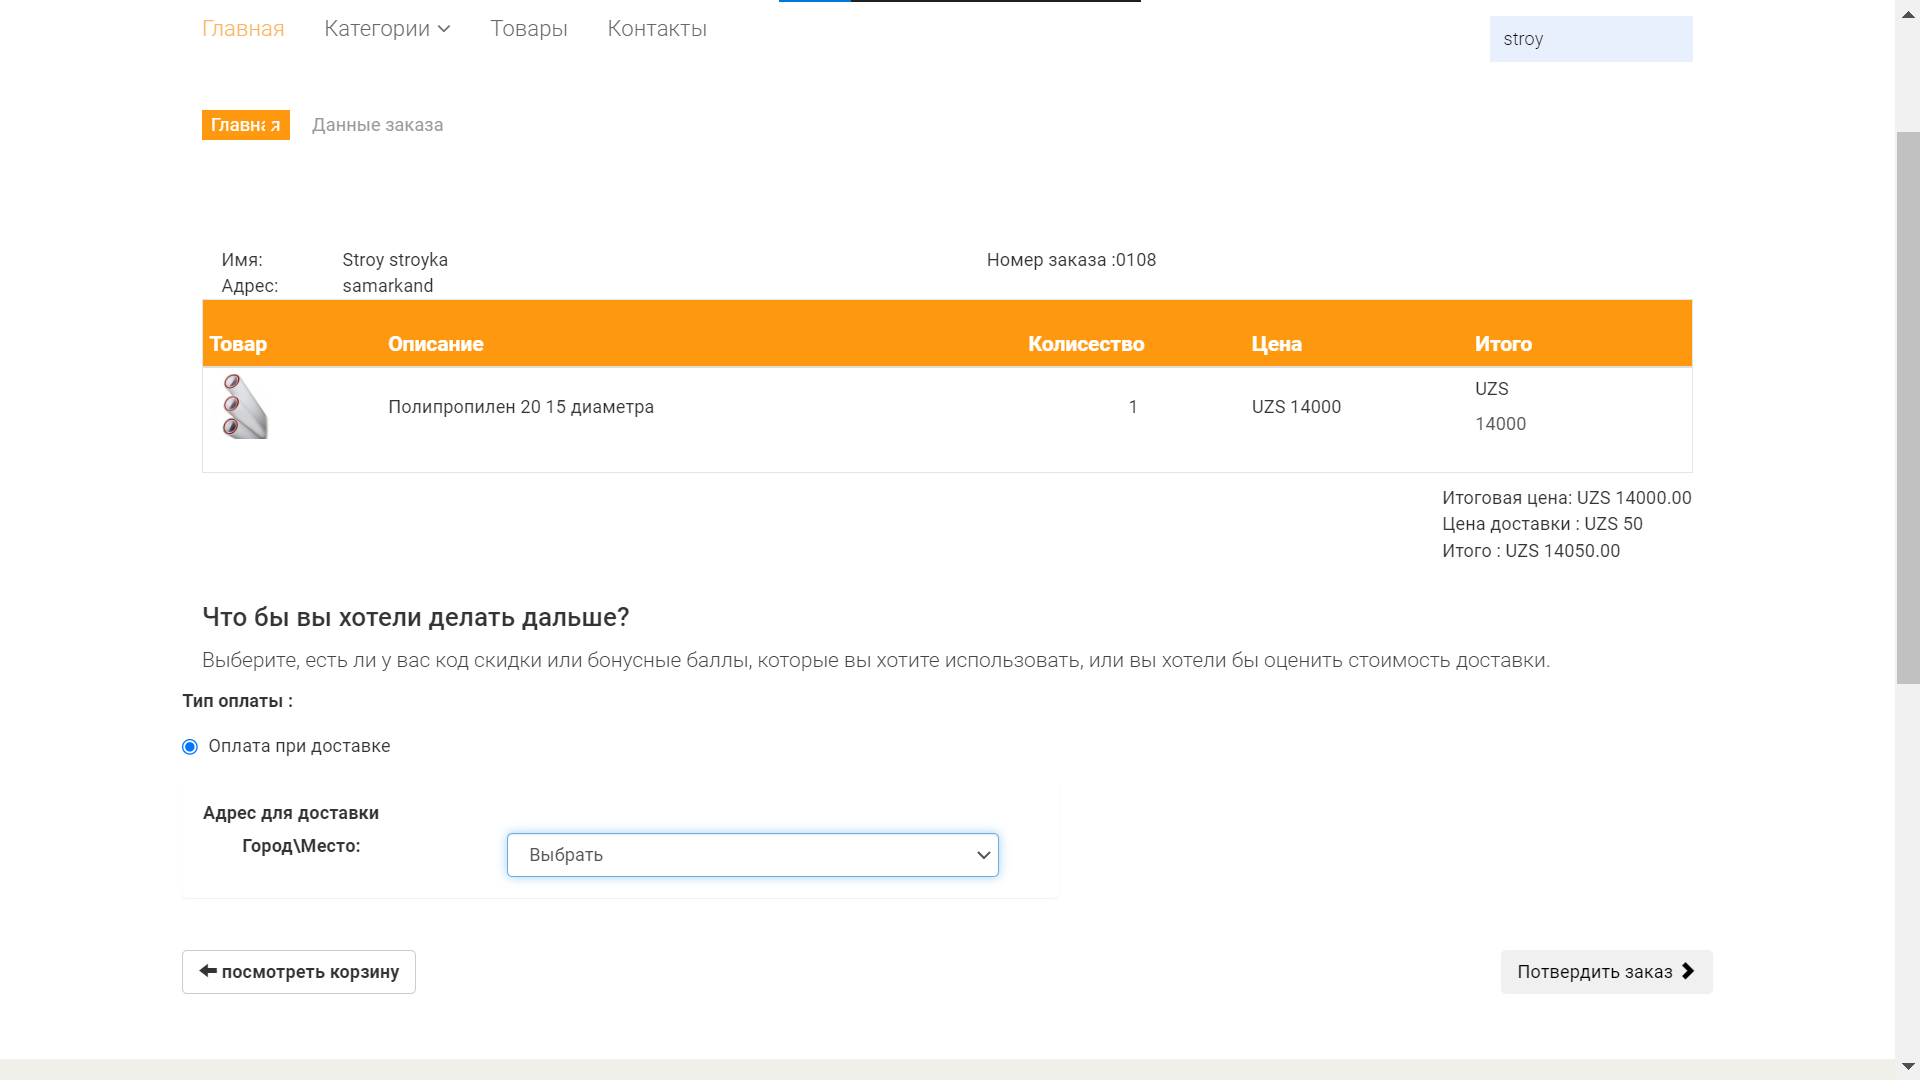 Главная Категории Товары Контакты stroy
Главная Данные заказа
Имя: Stroy stroyka Номер заказа :0108
Адрес: samarkand
Товар Описание Колисество Цена Итого
Полипропилен 20 15 диаметра 1 UZS 14000 UZS
14000
Итоговая цена: UZS 14000.00
Цена доставки : UZS 50
Итого : UZS 14050.00
Что бы вы хотели делать дальше?
Выберите, есть ли у вас код скидки или бонусные баллы, которые вы хотите использовать, или вы хотели бы оценить стоимость доставки.
Тип оплаты :
Оплата при доставке
Адрес для доставки
Город\Место: Выбрать
посмотреть корзину Потвердить заказ